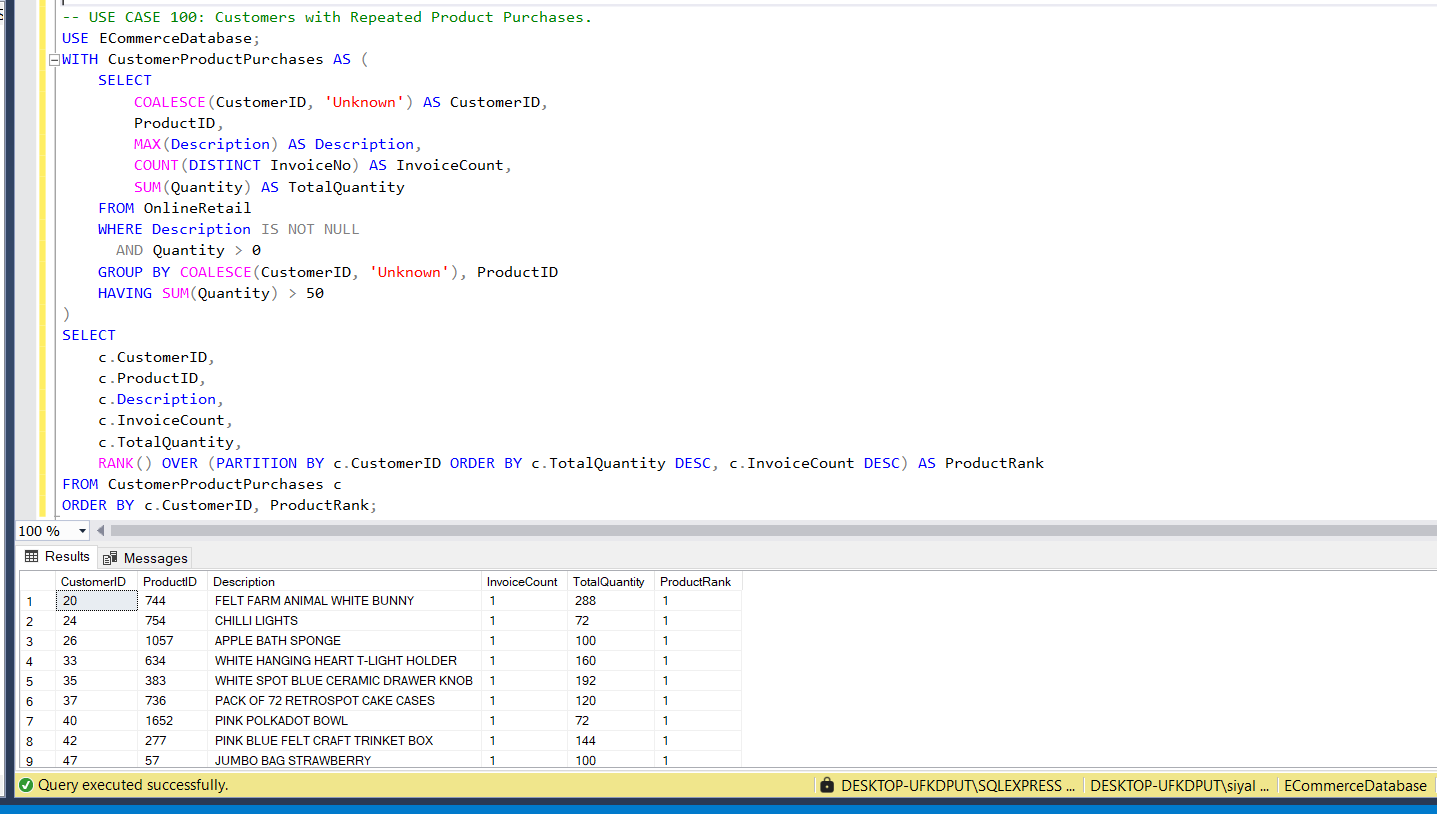 -- USE CASE 100: Customers with Repeated Product Purchases.
USE ECommerceDatabase;
WITH CustomerProductPurchases AS (
    SELECT
        COALESCE(CustomerID, 'Unknown') AS CustomerID,
        ProductID,
        MAX(Description) AS Description,
        COUNT(DISTINCT InvoiceNo) AS InvoiceCount,
        SUM(Quantity) AS TotalQuantity
    FROM OnlineRetail
    WHERE Description IS NOT NULL
      AND Quantity > 0
    GROUP BY COALESCE(CustomerID, 'Unknown'), ProductID
    HAVING SUM(Quantity) > 50
)
SELECT
    c.CustomerID,
    c.ProductID,
    c.Description,
    c.InvoiceCount,
    c.TotalQuantity,
    RANK() OVER (PARTITION BY c.CustomerID ORDER BY c.TotalQuantity DESC, c.InvoiceCount DESC) AS ProductRank
FROM CustomerProductPurchases c
ORDER BY c.CustomerID, ProductRank;
100 %
Results Messages
CustomerID ProductID Description InvoiceCount TotalQuantity ProductRank
1 20 744 FELT FARM ANIMAL WHITE BUNNY 1 288 1
2 24 754 CHILLI LIGHTS 1 72 1
3 26 1057 APPLE BATH SPONGE 1 100 1
4 33 634 WHITE HANGING HEART T-LIGHT HOLDER 1 160 1
5 35 383 WHITE SPOT BLUE CERAMIC DRAWER KNOB 1 192 1
6 37 736 PACK OF 72 RETROSPOT CAKE CASES 1 120 1
7 40 1652 PINK POLKADOT BOWL 1 72 1
8 42 277 PINK BLUE FELT CRAFT TRINKET BOX 1 144 1
9 47 57 JUMBO BAG STRAWBERRY 1 100 1
Query executed successfully. DESKTOP-UFKDPUT\SQLEXPRESS ... DESKTOP-UFKDPUT\siyal ... ECommerceDatabase